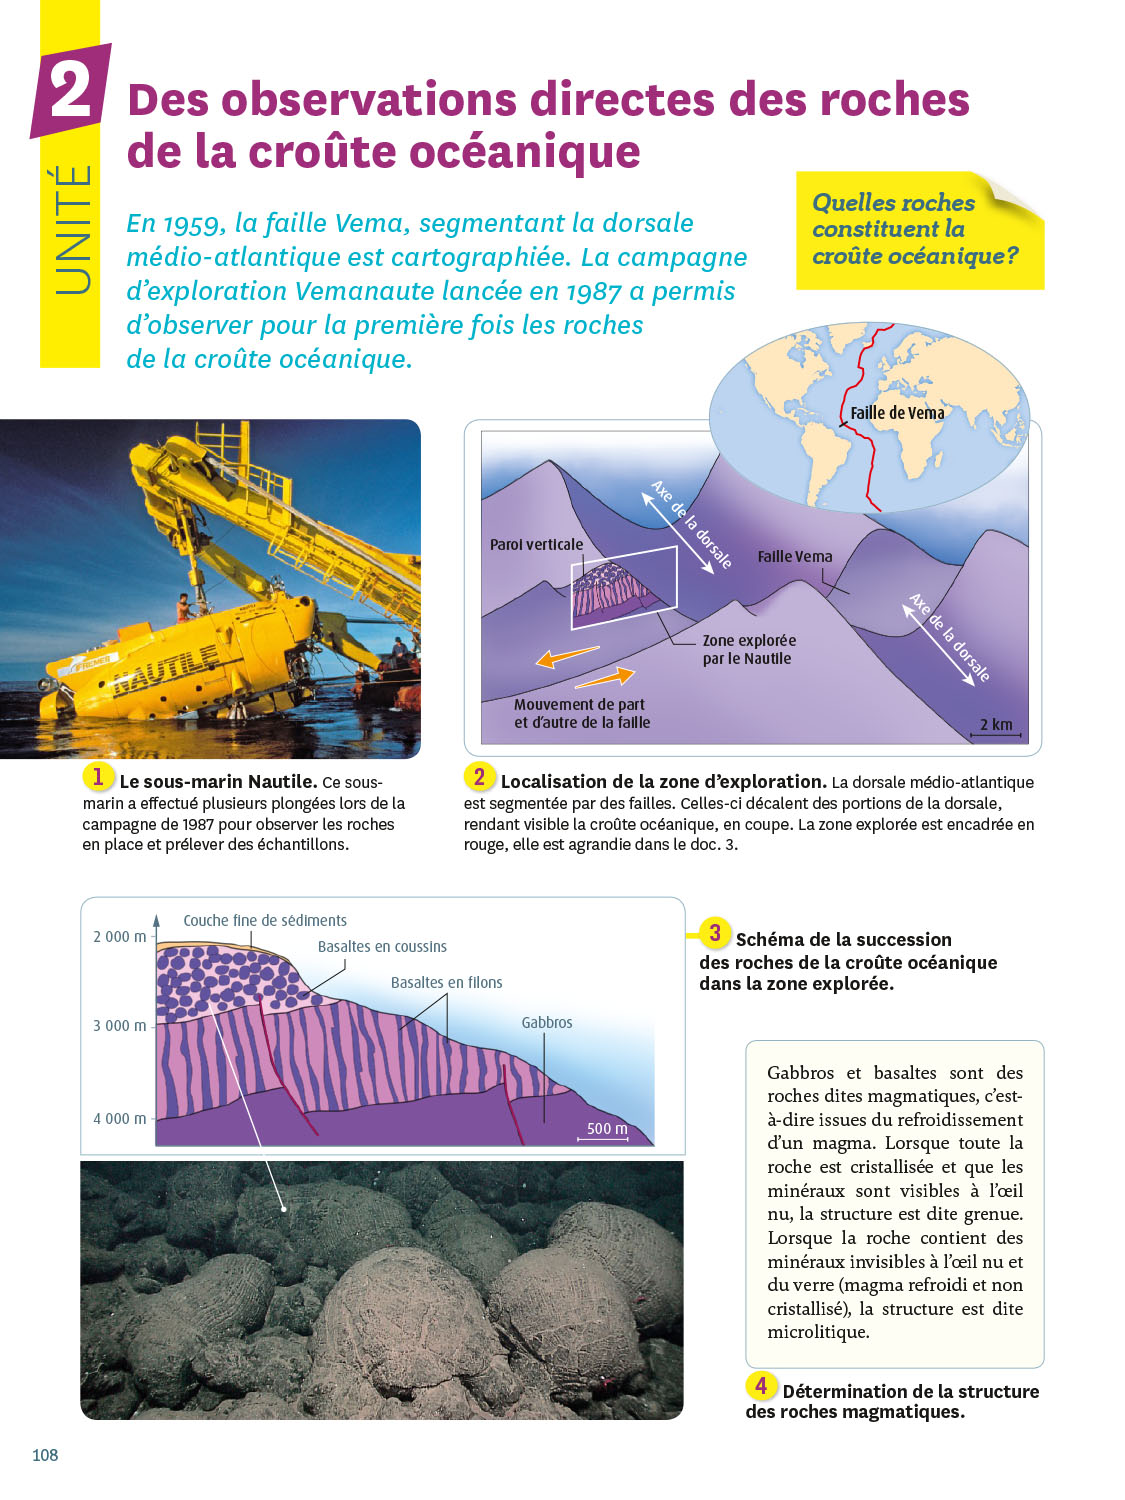 2
UNITÉ
Des observations directes des roches
de la croûte océanique
En 1959, la faille Vema, segmentant la dorsale
médio-atlantique est cartographiée. La campagne
d'exploration Vemanaute lancée en 1987 a permis
d'observer pour la première fois les roches
de la croûte océanique.
Quelles roches
constituent la
croûte océanique ?
IFREMER
NAUTILE
Faille de Vema
Axe de la dorsale
Paroi verticale
Faille Vema
Axe de la dorsale
Zone explorée
par le Nautile
Mouvement de part
et d'autre de la faille
2 km
1 Le sous-marin Nautile. Ce sous-
marin a effectué plusieurs plongées lors de la
campagne de 1987 pour observer les roches
en place et prélever des échantillons.
2 Localisation de la zone d'exploration. La dorsale médio-atlantique
est segmentée par des failles. Celles-ci décalent des portions de la dorsale,
rendant visible la croûte océanique, en coupe. La zone explorée est encadrée en
rouge, elle est agrandie dans le doc. 3.
Couche fine de sédiments
2 000 m
Basaltes en coussins
Basaltes en filons
3 000 m
Gabbros
4 000 m
500 m
3 Schéma de la succession
des roches de la croûte océanique
dans la zone explorée.
Gabbros et basaltes sont des
roches dites magmatiques, c'est-
à-dire issues du refroidissement
d'un magma. Lorsque toute la
roche est cristallisée et que les
minéraux sont visibles à l'œil
nu, la structure est dite grenue.
Lorsque la roche contient des
minéraux invisibles à l'œil nu et
du verre (magma refroidi et non
cristallisé), la structure est dite
microlitique.
4 Détermination de la structure
des roches magmatiques.
108